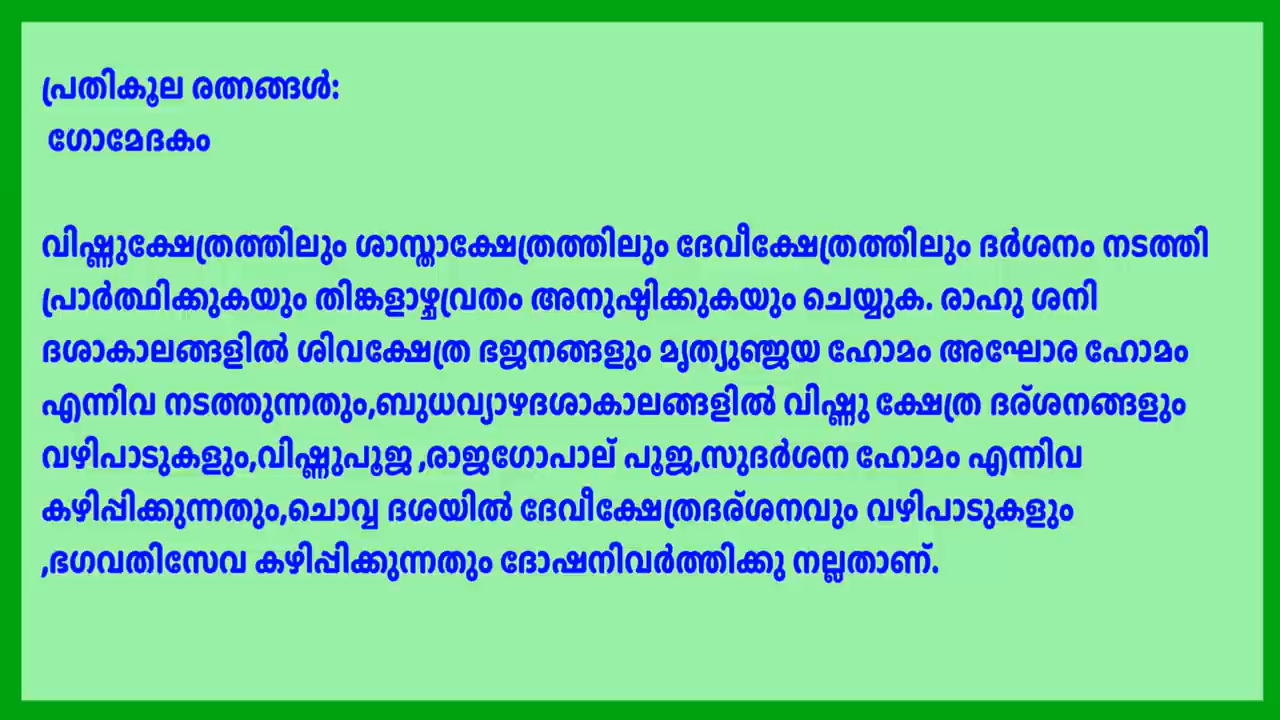 പ്രതികൂല രത്നങ്ങൾ:
ഗോമേദകം
വിഷ്ണുക്ഷേത്രത്തിലും ശാസ്താക്ഷേത്രത്തിലും ദേവീക്ഷേത്രത്തിലും ദർശനം നടത്തി
പ്രാർത്ഥിക്കുകയും തിങ്കളാഴ്ചവ്രതം അനുഷ്ഠിക്കുകയും ചെയ്യുക. രാഹു ശനി
ദശാകാലങ്ങളിൽ ശിവക്ഷേത്ര ഭജനങ്ങളും മൃത്യുഞ്ജയ ഹോമം അഘോര ഹോമം
എന്നിവ നടത്തുന്നതും,ബുധവ്യാഴദശാകാലങ്ങളിൽ വിഷ്ണു ക്ഷേത്ര ദര്ശനങ്ങളും
വഴിപാടുകളും,വിഷ്ണുപൂജ ,രാജഗോപാല് പൂജ,സുദർശന ഹോമം എന്നിവ
കഴിപ്പിക്കുന്നതും,ചൊവ്വ ദശയിൽ ദേവീക്ഷേത്രദര്ശനവും വഴിപാടുകളും
,ഭഗവതിസേവ കഴിപ്പിക്കുന്നതും ദോഷനിവർത്തിക്കു നല്ലതാണ്.